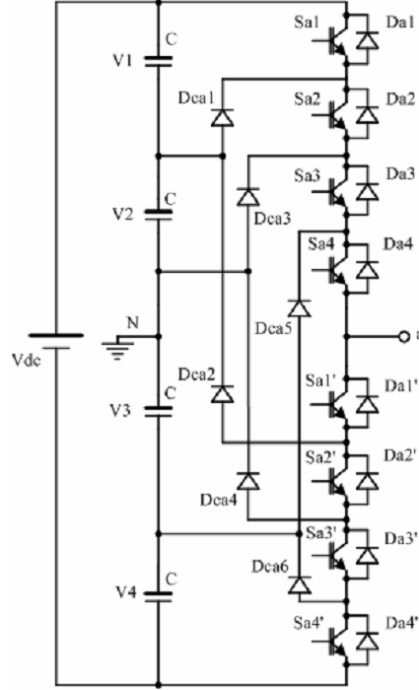 Sa1 Da1
C
V1
Dca1
Sa2 Da2
C
V2
Dca3
Sa3 Da3
Sa4 Da4
N
Dca5
a
Vdc
Dca2
C
V3
Sa1' Da1'
Sa2' Da2'
Dca4
Sa3' Da3'
C
V4
Dca6
Sa4' Da4'